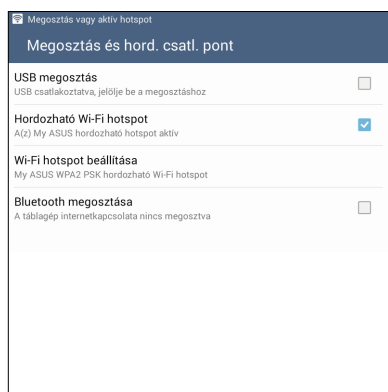 Megosztás vagy aktív hotspot
Megosztás és hord. csatl. pont
USB megosztás
USB csatlakoztatva, jelölje be a megosztáshoz
Hordozható Wi-Fi hotspot
A(z) My ASUS hordozható hotspot aktív
Wi-Fi hotspot beállítása
My ASUS WPA2 PSK hordozható Wi-Fi hotspot
Bluetooth megosztása
A táblagép internetkapcsolata nincs megosztva